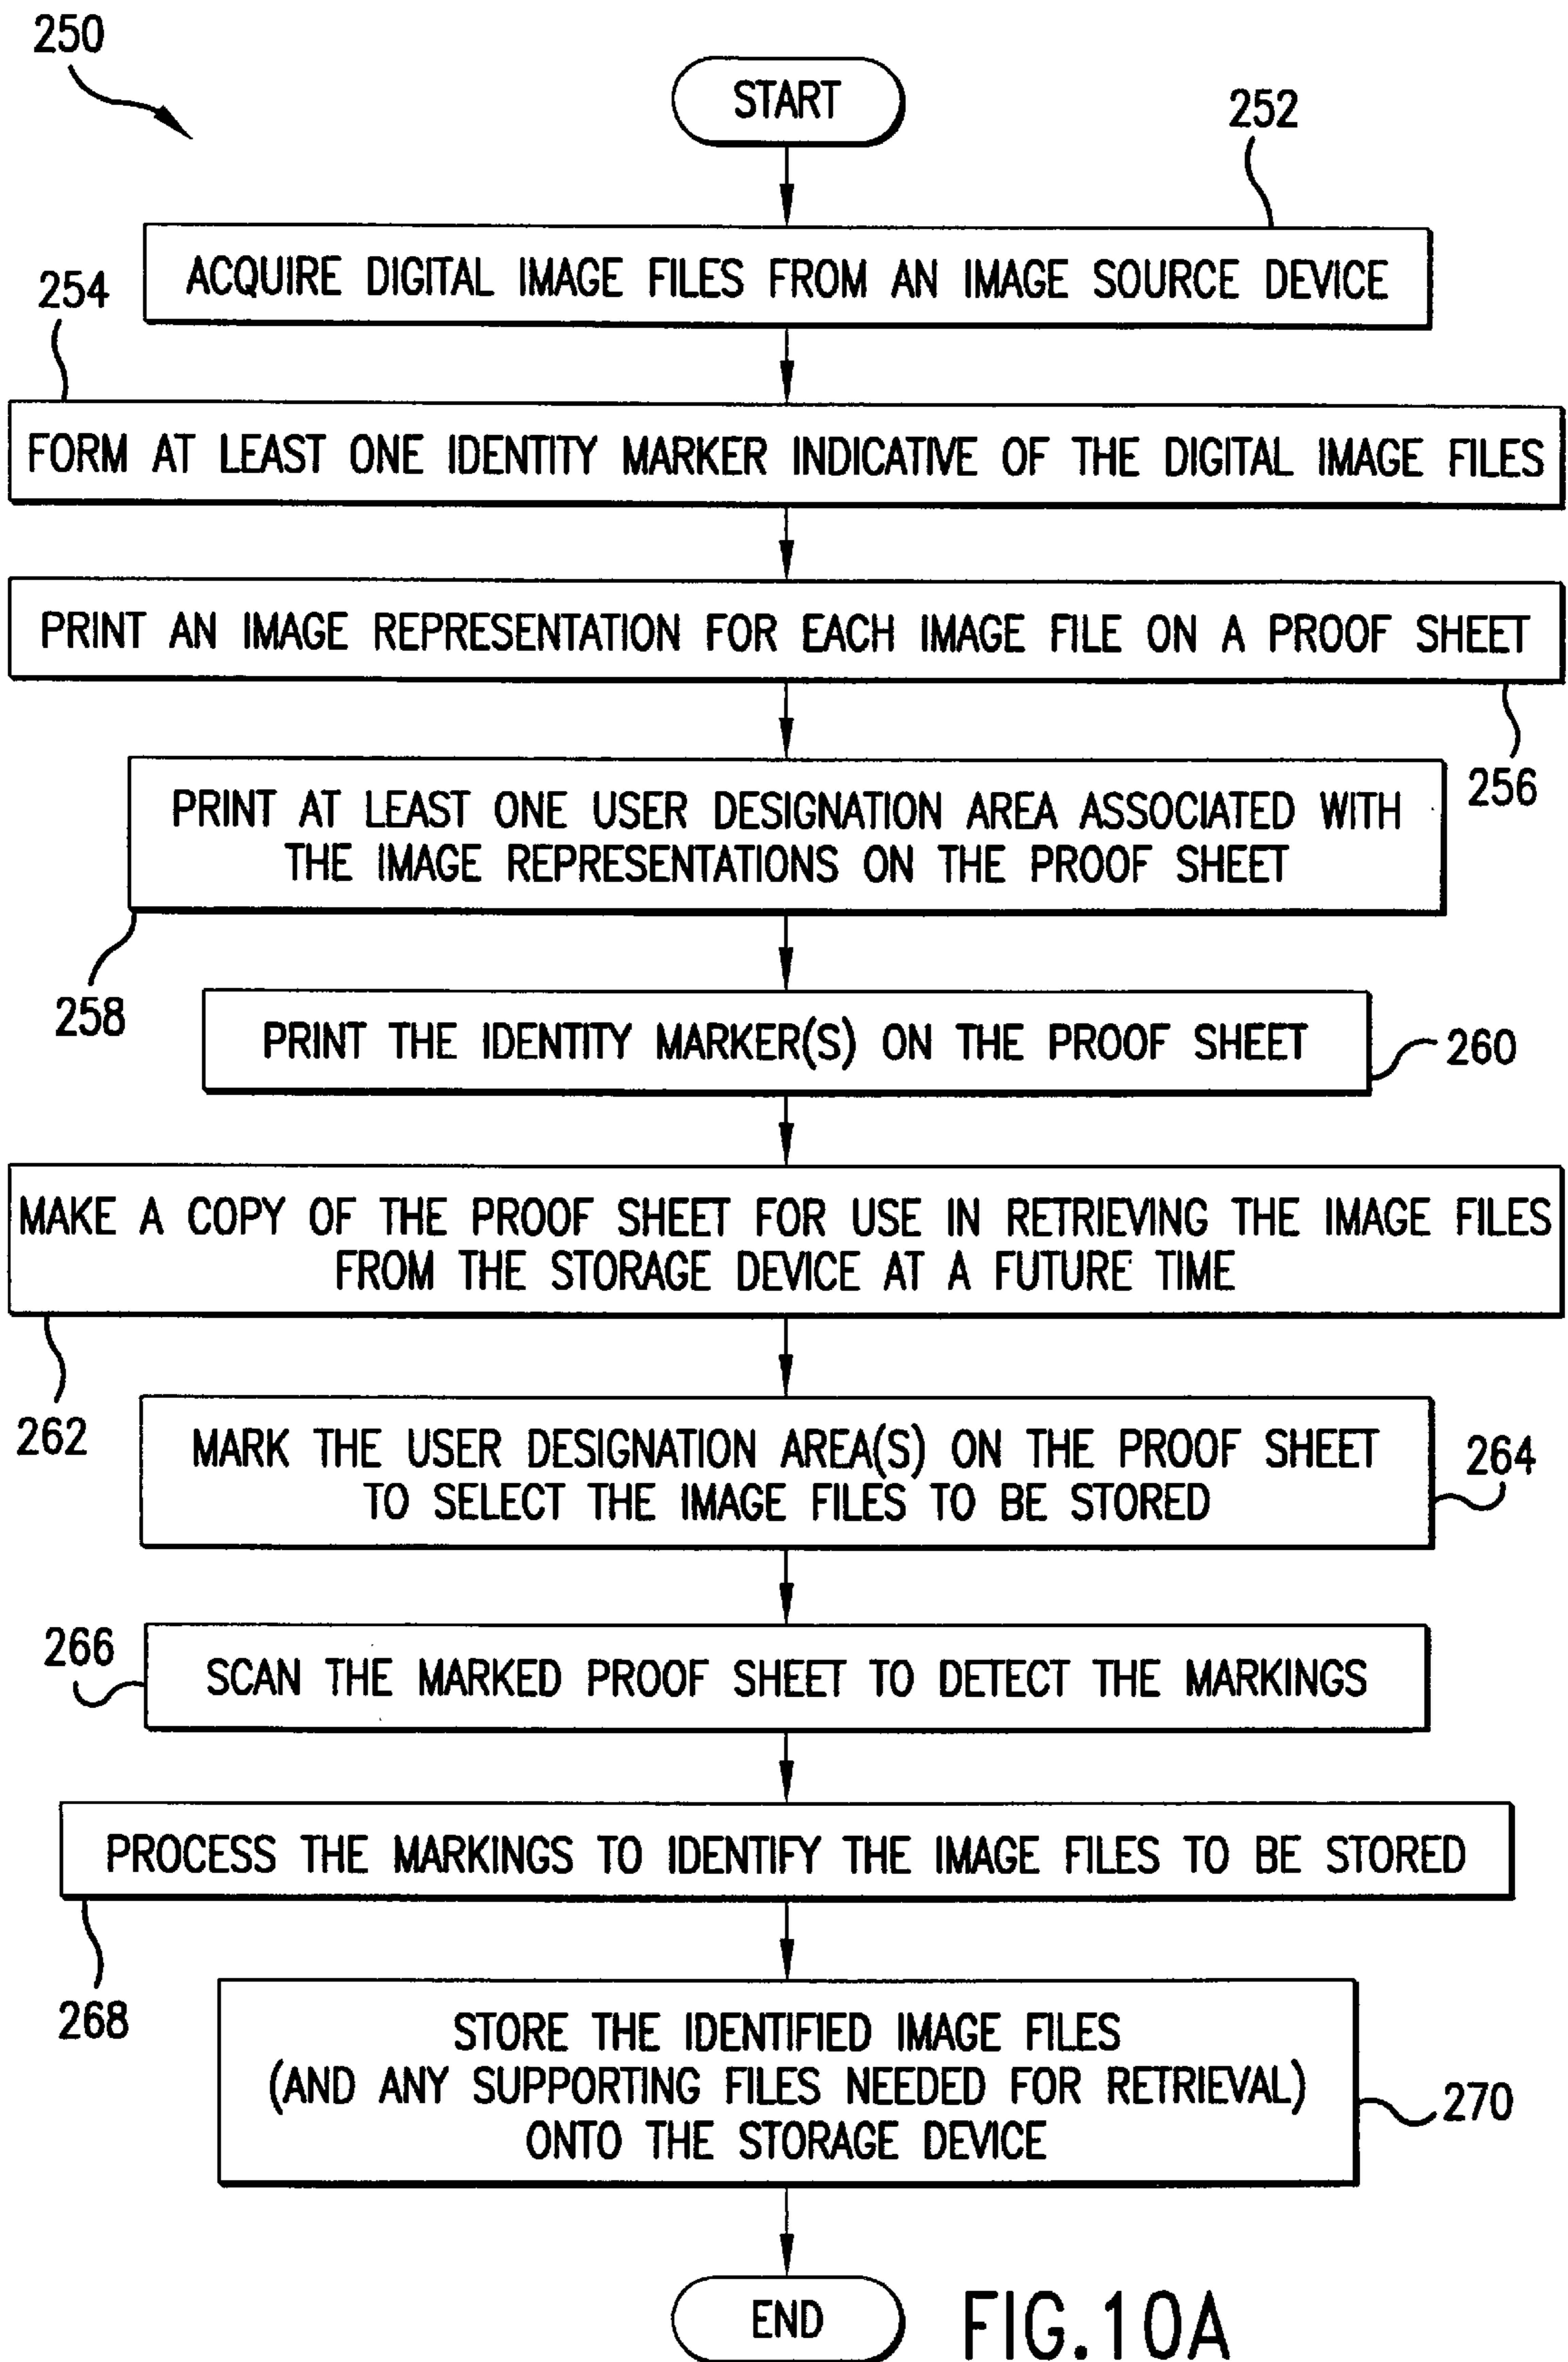 250
START
252
ACQUIRE DIGITAL IMAGE FILES FROM AN IMAGE SOURCE DEVICE
254
FORM AT LEAST ONE IDENTITY MARKER INDICATIVE OF THE DIGITAL IMAGE FILES
PRINT AN IMAGE REPRESENTATION FOR EACH IMAGE FILE ON A PROOF SHEET
256
PRINT AT LEAST ONE USER DESIGNATION AREA ASSOCIATED WITH
THE IMAGE REPRESENTATIONS ON THE PROOF SHEET
258
PRINT THE IDENTITY MARKER(S) ON THE PROOF SHEET
260
MAKE A COPY OF THE PROOF SHEET FOR USE IN RETRIEVING THE IMAGE FILES
FROM THE STORAGE DEVICE AT A FUTURE TIME
262
MARK THE USER DESIGNATION AREA(S) ON THE PROOF SHEET
TO SELECT THE IMAGE FILES TO BE STORED
264
266
SCAN THE MARKED PROOF SHEET TO DETECT THE MARKINGS
PROCESS THE MARKINGS TO IDENTIFY THE IMAGE FILES TO BE STORED
268
STORE THE IDENTIFIED IMAGE FILES
(AND ANY SUPPORTING FILES NEEDED FOR RETRIEVAL)
ONTO THE STORAGE DEVICE
270
END
FIG.10A